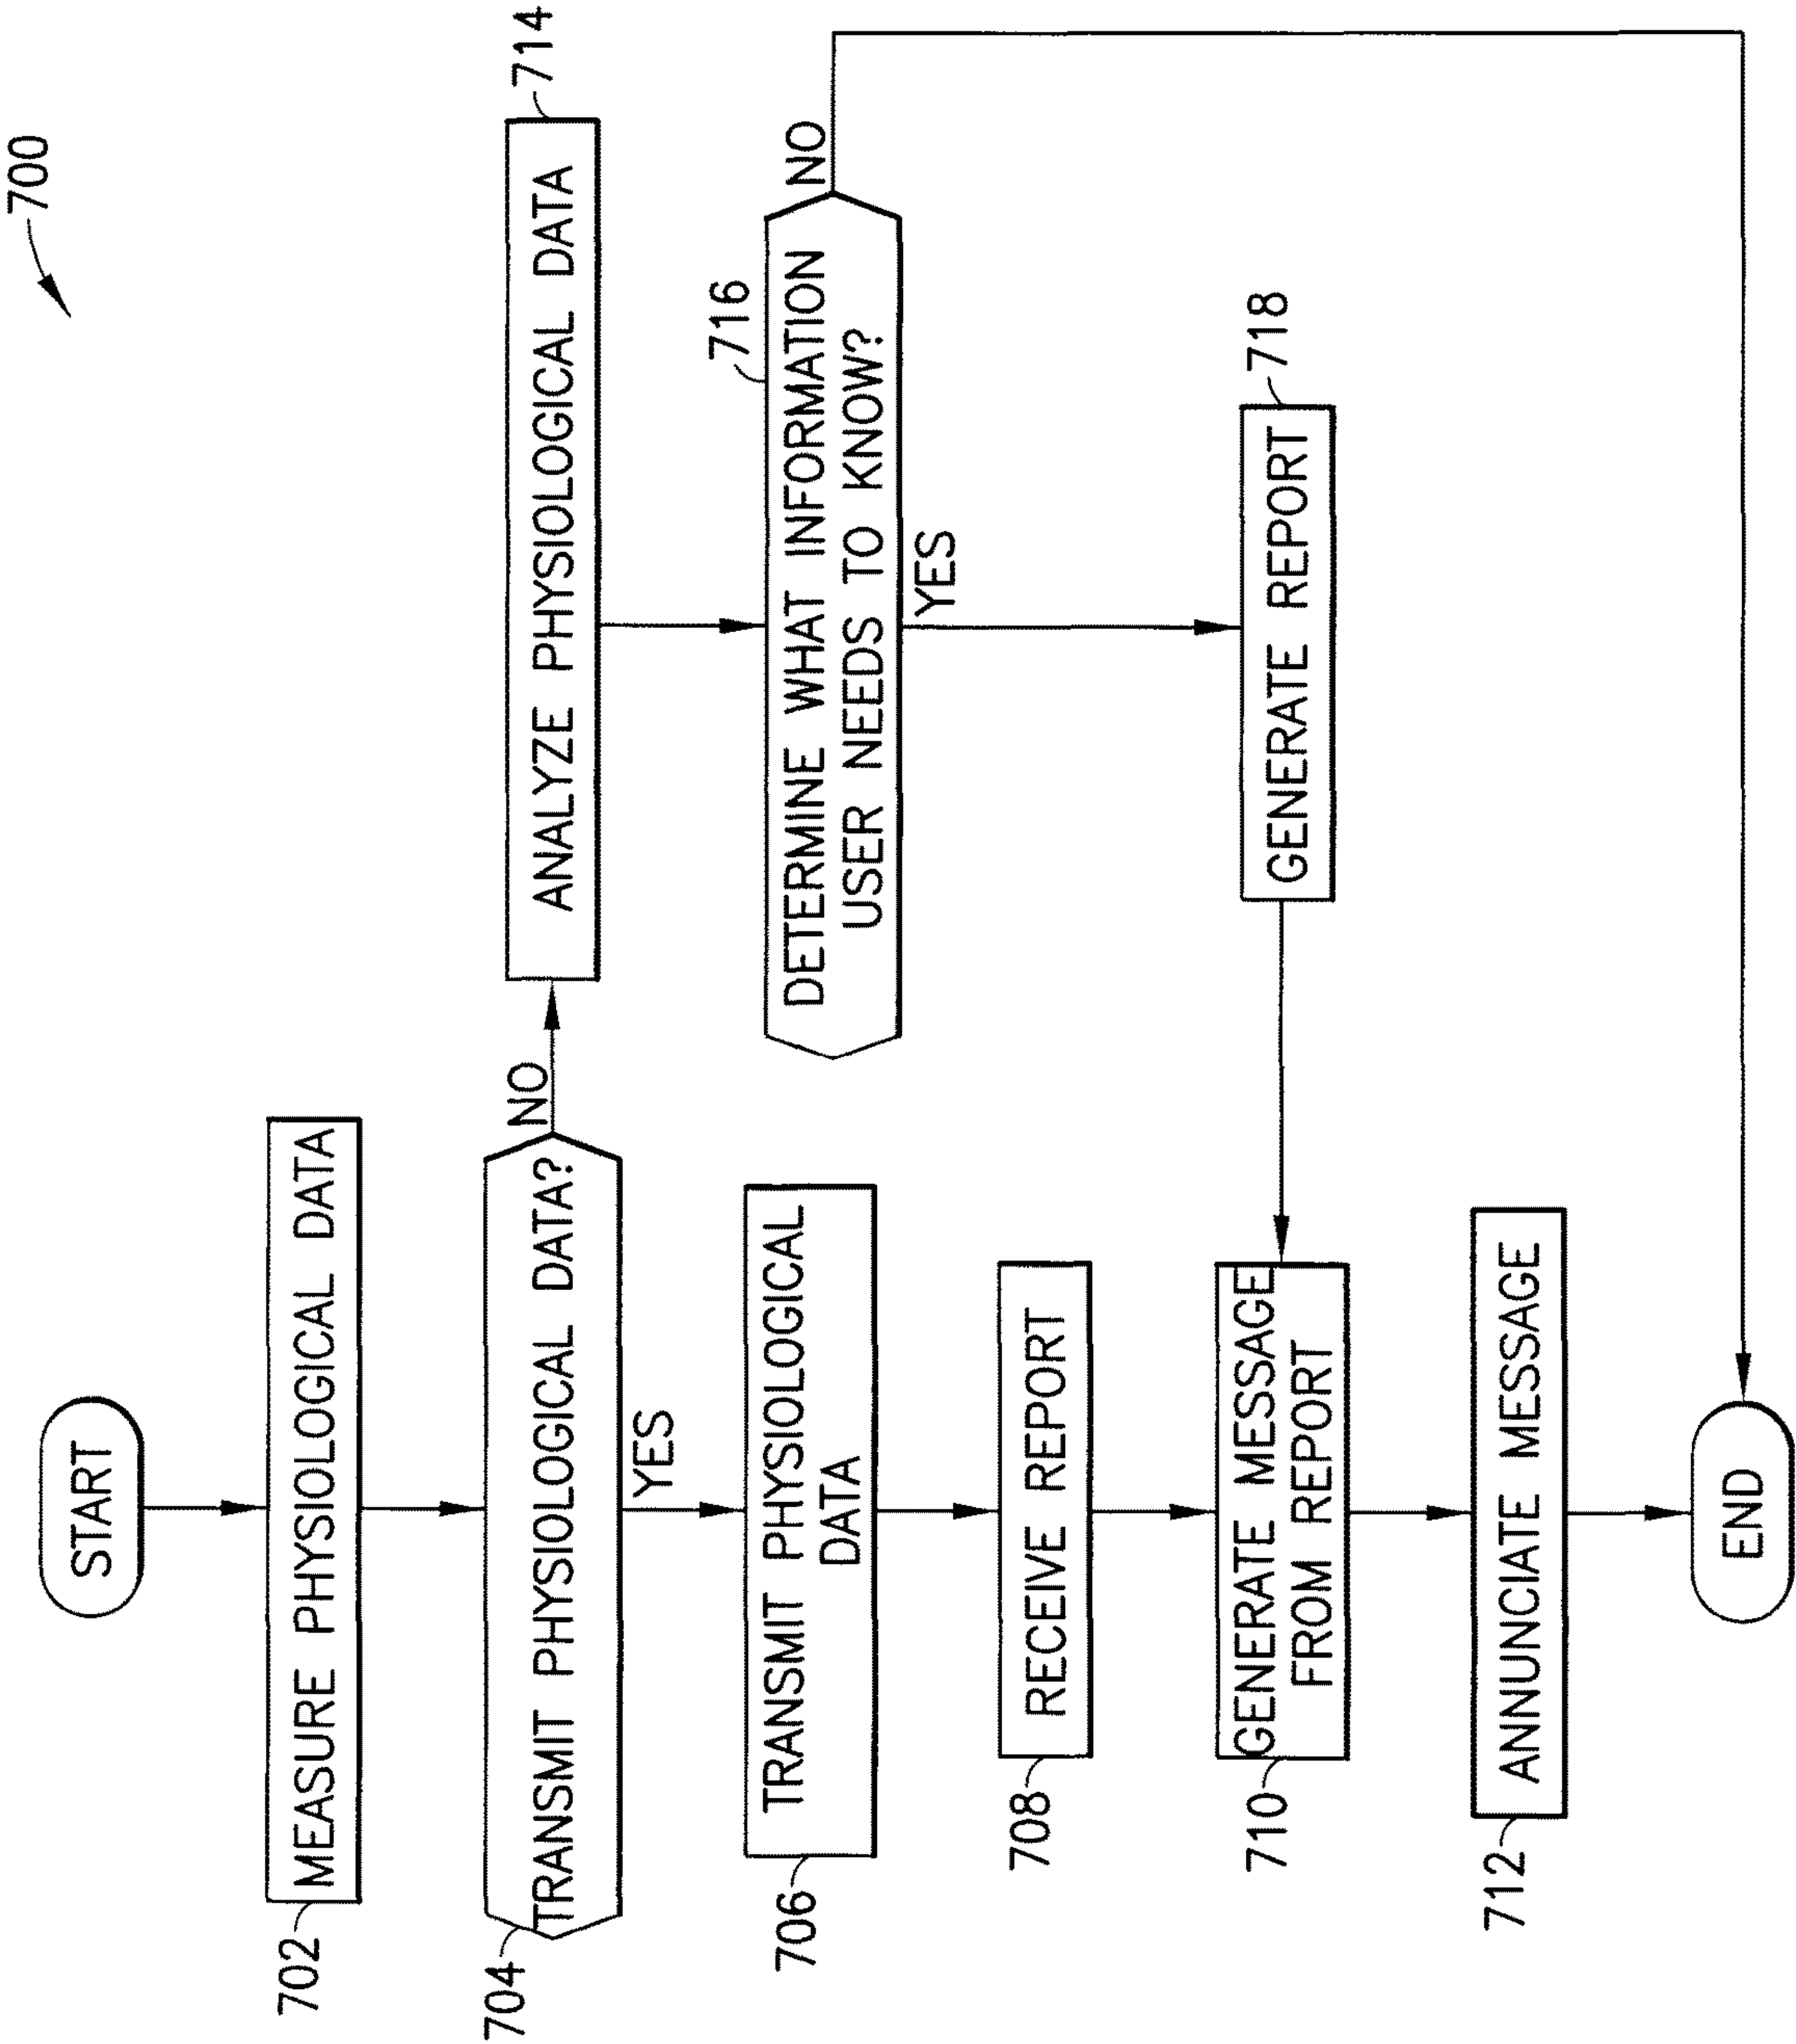 700
START
702
MEASURE PHYSIOLOGICAL DATA
704
TRANSMIT PHYSIOLOGICAL DATA?
NO
ANALYZE PHYSIOLOGICAL DATA
714
YES
706
TRANSMIT PHYSIOLOGICAL
DATA
716
DETERMINE WHAT INFORMATION
USER NEEDS TO KNOW?
NO
YES
708
RECEIVE REPORT
710
GENERATE MESSAGE
FROM REPORT
GENERATE REPORT
718
712
ANNUNCIATE MESSAGE
END